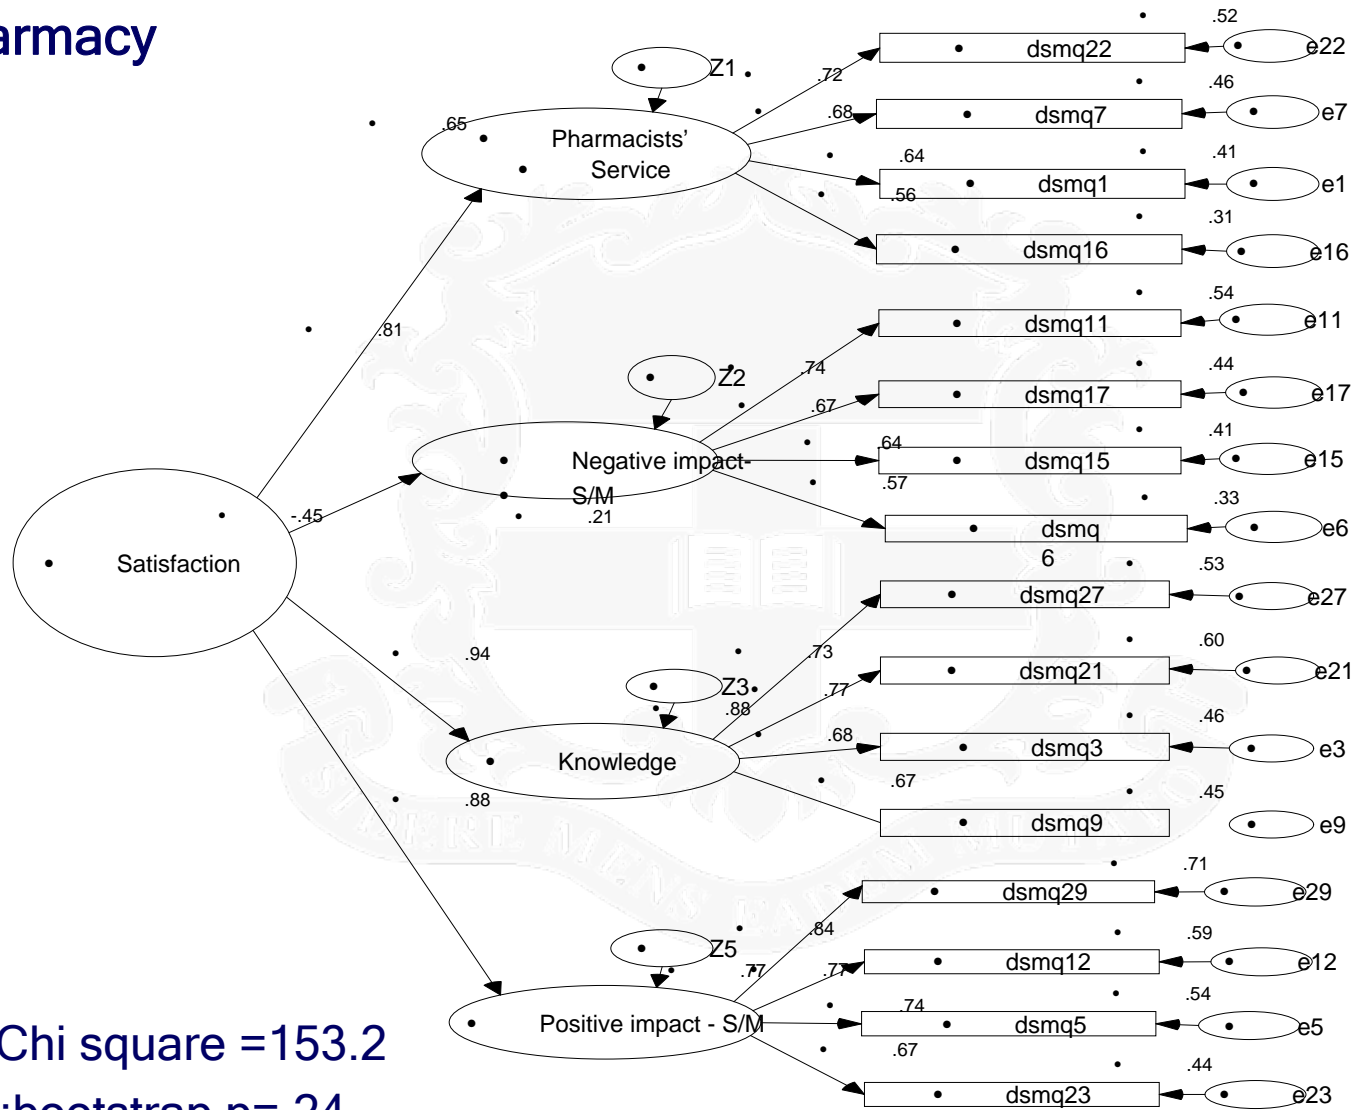 armacy
.52
dsmq22
e22
Z1
.72
.46
dsmq7
e7
.68
.65
Pharmacists'
Service
.64
.41
dsmq1
e1
.56
.31
dsmq16
e16
.81
.54
dsmq11
e11
Z2
.74
.44
dsmq17
e17
.67
.64
.41
dsmq15
e15
Negative impact-
S/M
.21
.57
.33
dsmq
6
e6
-.45
Satisfaction
.53
dsmq27
e27
.94
.73
.60
dsmq21
e21
Z3
.88
.77
.46
dsmq3
e3
.68
Knowledge
.67
.45
dsmq9
e9
.88
.71
dsmq29
e29
.84
Z5
.77
.77
.59
dsmq12
e12
.74
.54
dsmq5
e5
Positive impact - S/M
.67
.44
dsmq23
e23
Chi square =153.2
:bootstrap p=.24